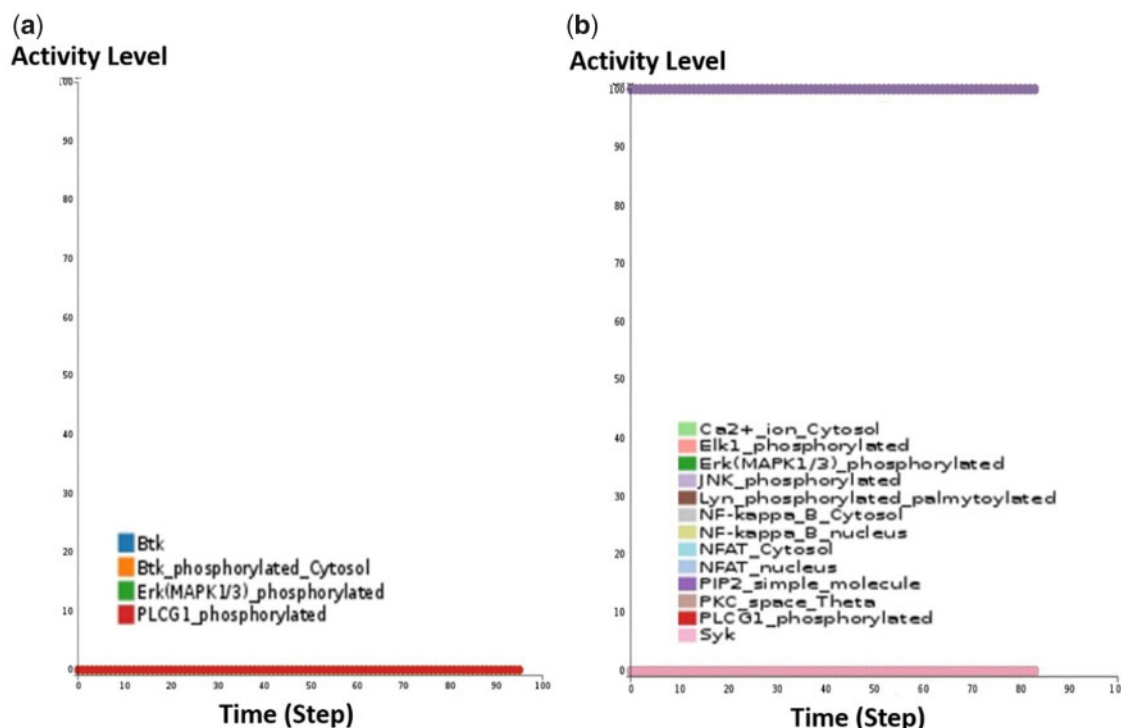 (a)
Activity Level
100
90
80
70
60
50
40
30
20
10
0
Btk
Btk_phosphorylated_Cytosol
Erk(MAPK1/3)_phosphorylated
PLCG1_phosphorylated
0 10 20 30 40 50 60 70 80 90 100
Time (Step)
(b)
Activity Level
100
90
80
70
60
50
40
30
20
10
0
Ca2+_ion_Cytosol
Elk1_phosphorylated
Erk(MAPK1/3)_phosphorylated
JNK_phosphorylated
Lyn_phosphorylated_palmytoylated
NF-kappa_B_Cytosol
NF-kappa_B_nucleus
NFAT_Cytosol
NFAT_nucleus
PIP2_simple_molecule
PKC_space_Theta
PLCG1_phosphorylated
Syk
0 10 20 30 40 50 60 70 80 90 10
Time (Step)